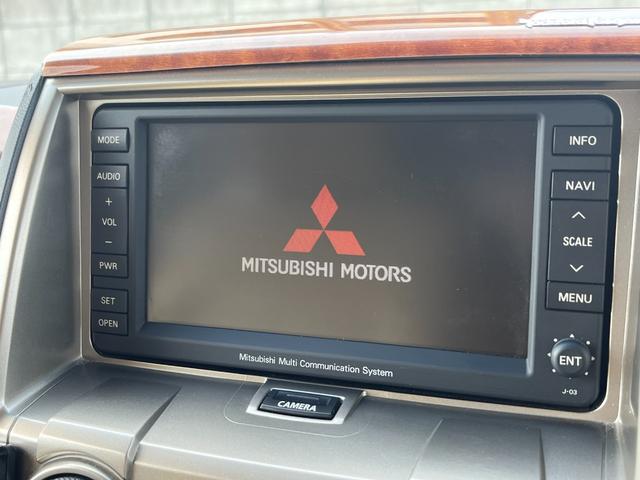 MODE
AUDIO
+
VOL
−
PWR
SET
OPEN
MITSUBISHI MOTORS
INFO
NAVI
SCALE
MENU
ENT
J-03
Mitsubishi Multi Communication System
CAMERA